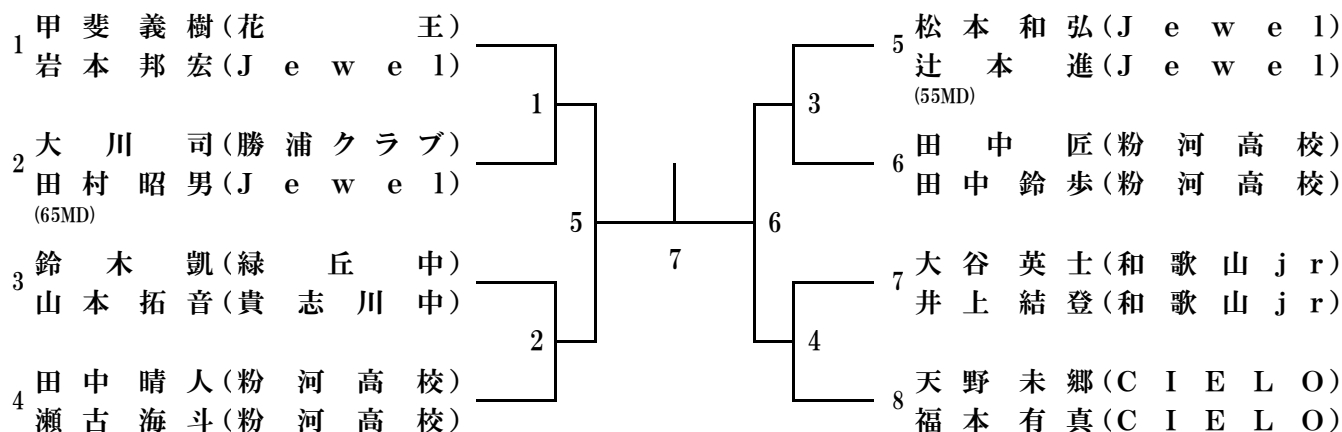 1
甲斐義樹(花王)
岩本邦宏(Jewel)
2
大川司(勝浦クラブ)
田村昭男(Jewel)
(65MD)
3
鈴木凱(緑丘中)
山本拓音(貴志川中)
4
田中晴人(粉河高校)
瀬古海斗(粉河高校)
1
2
5
7
6
3
4
5
松本和弘(Jewel)
辻本進(Jewel)
(55MD)
6
田中匠(粉河高校)
田中鈴歩(粉河高校)
7
大谷英士(和歌山jr)
井上結登(和歌山jr)
8
天野未郷(CIELO)
福本有真(CIELO)